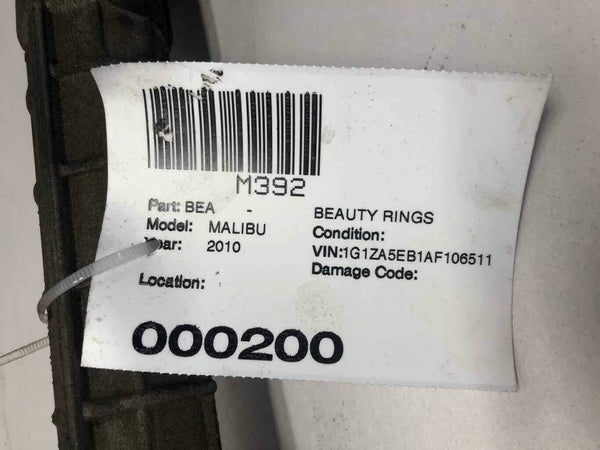 M392
Part: BEA - BEAUTY RINGS
Model: MALIBU Condition:
Year: 2010 VIN:1G1ZA5EB1AF106511
Damage Code:
Location:
000200